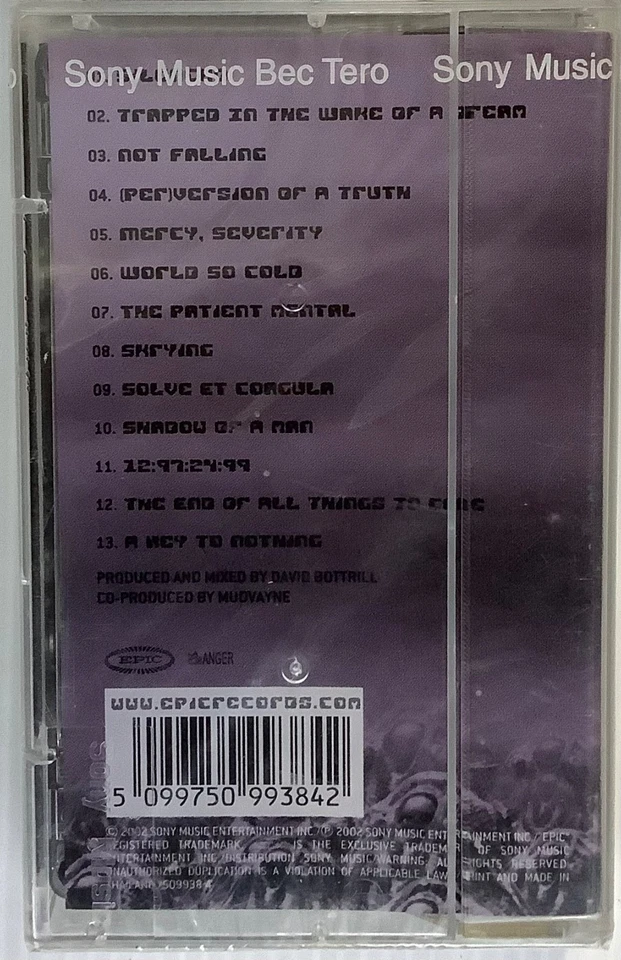 Sony Music Bec Tero Sony Music
02. TRAPPED IN THE WAKE OF A DREAM
03. NOT FALLING
04. (PER)VERSION OF A TRUTH
05. MERCY, SEVERITY
06. WORLD SO COLD
07. THE PATIENT MENTAL
08. SKRYING
09. SOLVE ET COAGULA
10. SHADOW OF A MAN
11. 12:97:24:99
12. THE END OF ALL THINGS TO COME
13. A KEY TO NOTHING
PRODUCED AND MIXED BY DAVID BOTTRILL
CO-PRODUCED BY MUDVAYNE
EPIC ANGER
www.epicrecords.com
5 099750 993842
© 2002 SONY MUSIC ENTERTAINMENT INC. / ℗ 2002 SONY MUSIC ENTERTAINMENT INC./"EPIC"
REGISTERED TRADEMARK. IS THE EXCLUSIVE TRADEMARK OF SONY MUSIC
ENTERTAINMENT INC./DISTRIBUTION SONY MUSIC/WARNING: ALL RIGHTS RESERVED.
UNAUTHORIZED DUPLICATION IS A VIOLATION OF APPLICABLE LAWS/PRINT AND MADE IN
THAILAND/509938-4